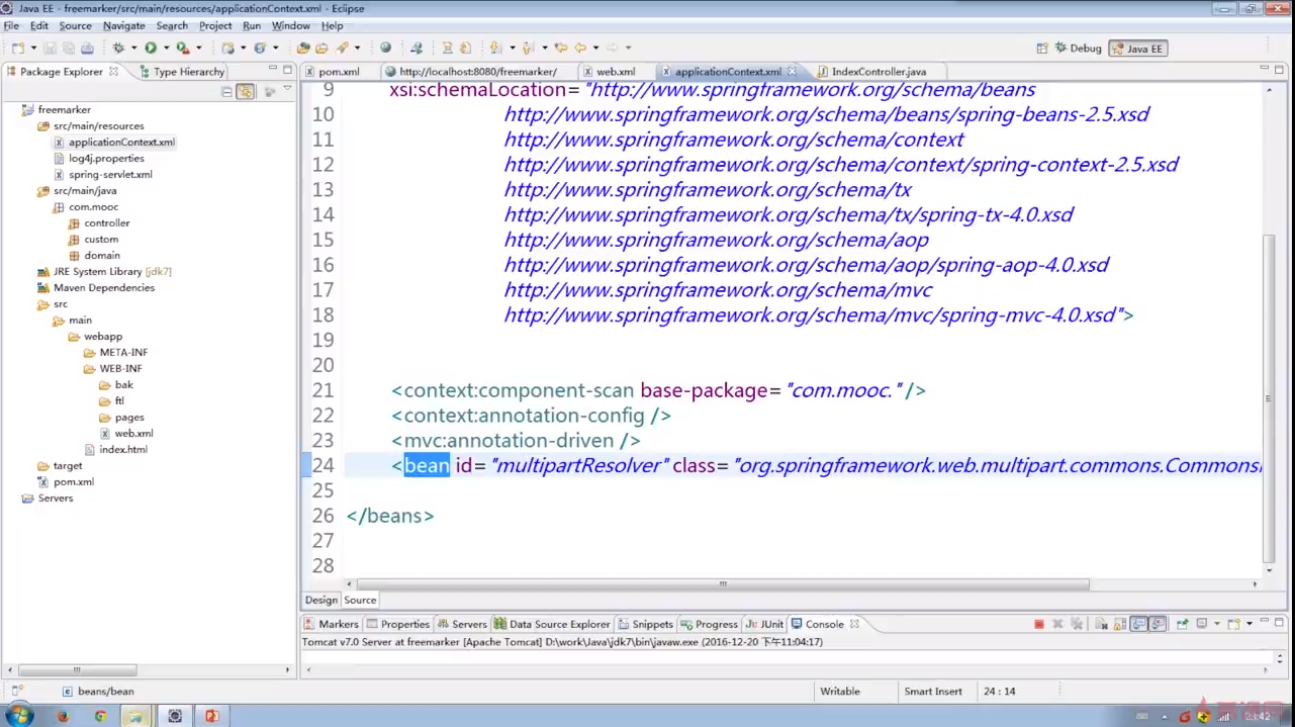 Java EE - freemarker/src/main/resources/applicationContext.xml - Eclipse
File Edit Source Navigate Search Project Run Window Help
Debug Java EE
Package Explorer Type Hierarchy
pom.xml http://localhost:8080/freemarker/ web.xml applicationContext.xml IndexController.java
freemarker
src/main/resources
applicationContext.xml
log4j.properties
spring-servlet.xml
src/main/java
com.mooc
controller
custom
domain
JRE System Library [jdk7]
Maven Dependencies
src
main
webapp
META-INF
WEB-INF
bak
ftl
pages
web.xml
index.html
target
pom.xml
Servers
9 xsi:schemaLocation="http://www.springframework.org/schema/beans
10 http://www.springframework.org/schema/beans/spring-beans-2.5.xsd
11 http://www.springframework.org/schema/context
12 http://www.springframework.org/schema/context/spring-context-2.5.xsd
13 http://www.springframework.org/schema/tx
14 http://www.springframework.org/schema/tx/spring-tx-4.0.xsd
15 http://www.springframework.org/schema/aop
16 http://www.springframework.org/schema/aop/spring-aop-4.0.xsd
17 http://www.springframework.org/schema/mvc
18 http://www.springframework.org/schema/mvc/spring-mvc-4.0.xsd">
19
20
21 <context:component-scan base-package="com.mooc." />
22 <context:annotation-config />
23 <mvc:annotation-driven />
24 <bean id="multipartResolver" class="org.springframework.web.multipart.commons.Commons
25
26 </beans>
27
28
Design Source
Markers Properties Servers Data Source Explorer Snippets Progress JUnit Console
Tomcat v7.0 Server at freemarker [Apache Tomcat] D:\work\Java\jdk7\bin\javaw.exe (2016-12-20 下午11:04:17)
beans/bean Writable Smart Insert 24 : 14
23:42